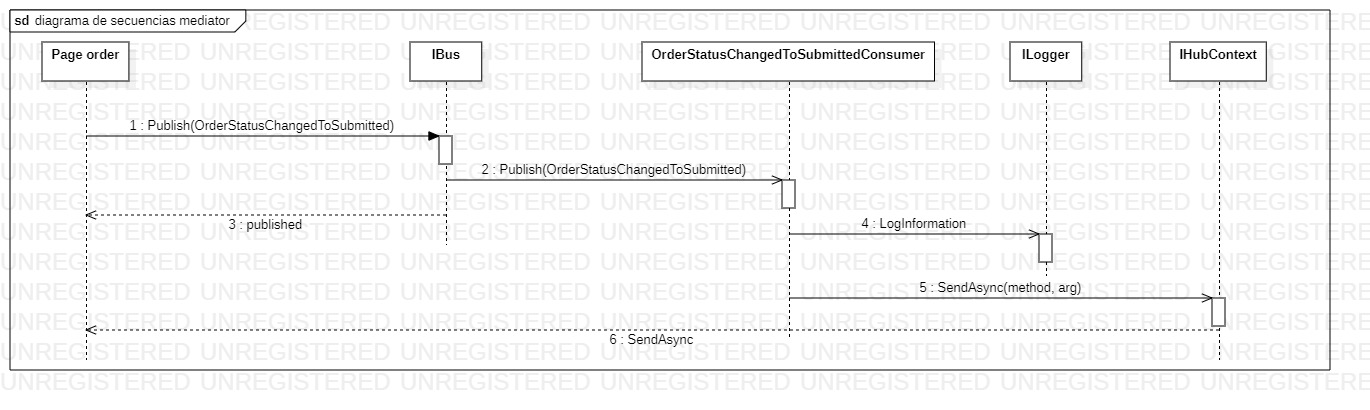 sd diagrama de secuencias mediator
Page order
IBus
OrderStatusChangedToSubmittedConsumer
ILogger
IHubContext
1 : Publish(OrderStatusChangedToSubmitted)
2 : Publish(OrderStatusChangedToSubmitted)
3 : published
4 : LogInformation
5 : SendAsync(method, arg)
6 : SendAsync
UNREGISTERED UNREGISTERED UNREGISTERED UNREGISTERED UNREGISTERED UNREGISTERED UNREGISTERED